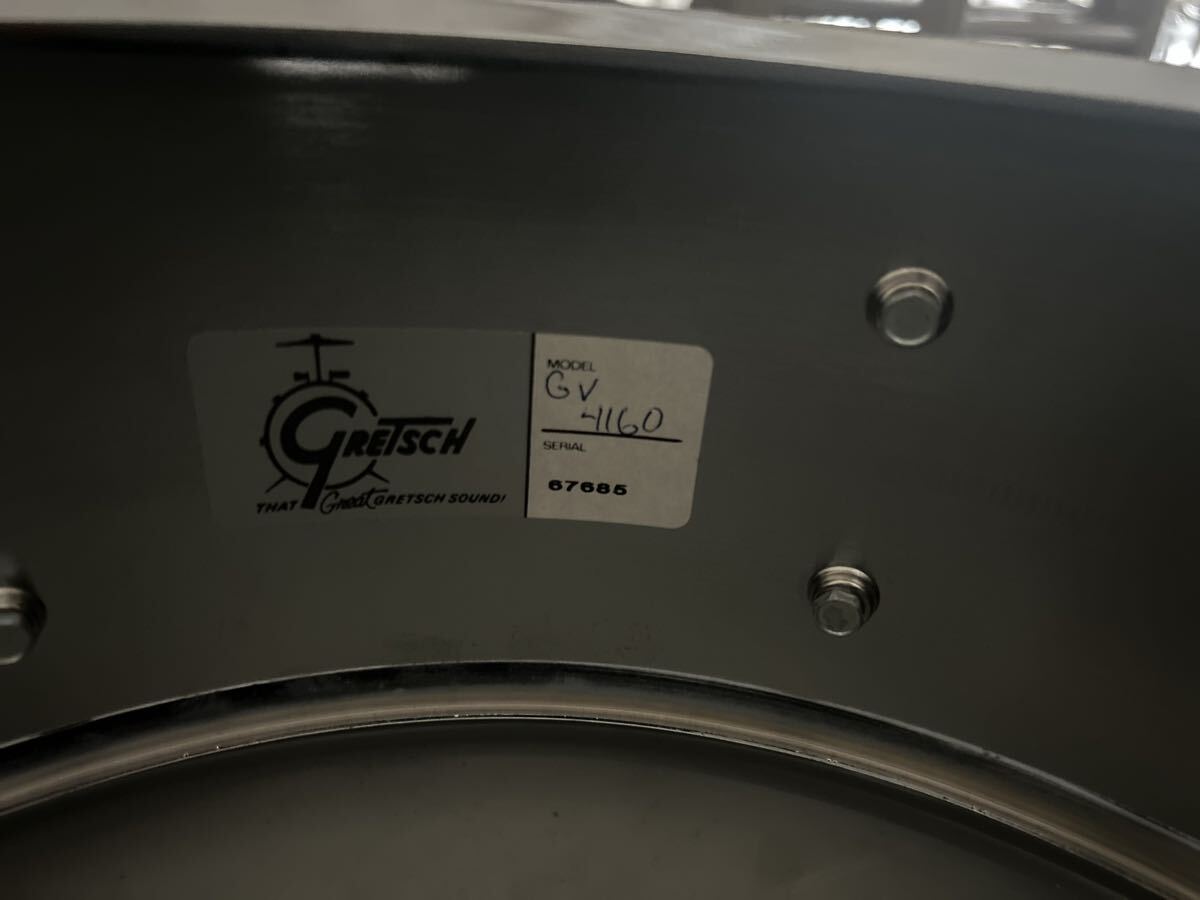 GRETSCH
THAT Great GRETSCH SOUND!
MODEL
GV
4160
SERIAL
67685